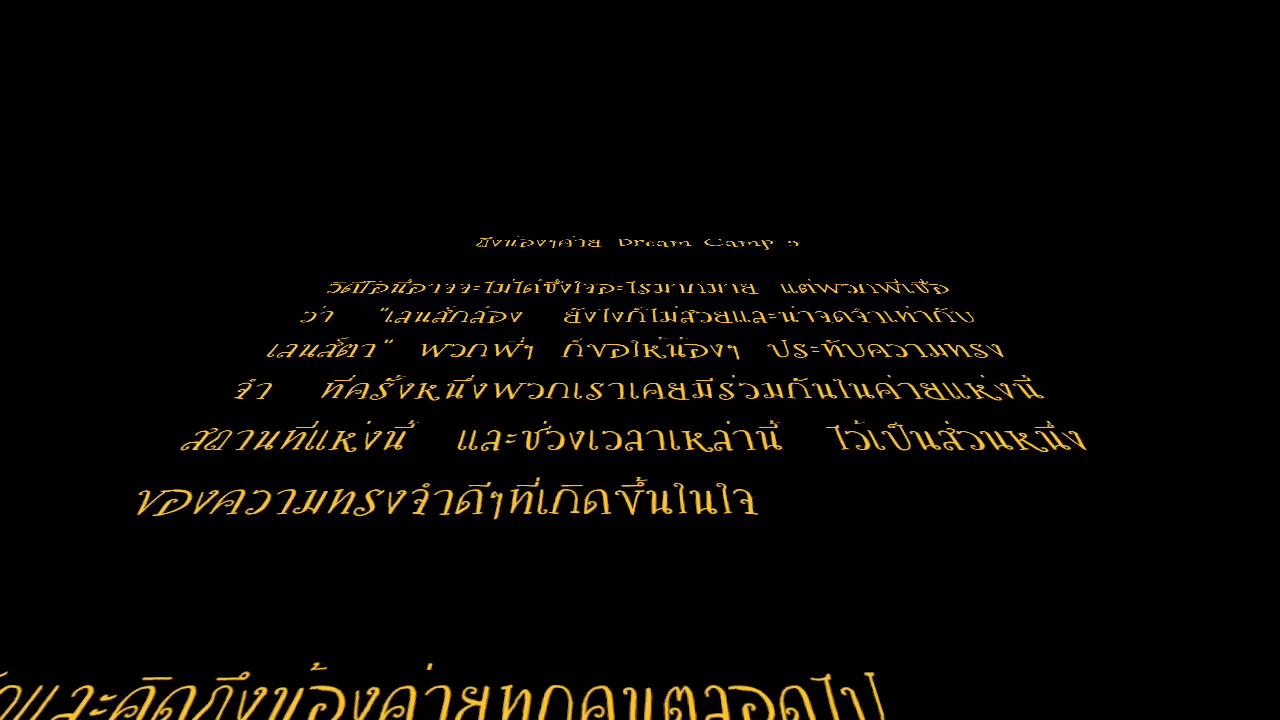 ถึงน้องๆค่าย Dream Camp
วิดีโอนี้อาจจะไม่ได้ซึ้งใจอะไรมากมาย แต่พวกพี่เชื่อ
ว่า "เลนส์กล้อง ยังไงก็ไม่สวยและน่าจดจำเท่ากับ
เลนส์ตา" พวกพี่ๆ ก็ขอให้น้องๆ ประทับความทรง
จำ ที่ครั้งหนึ่งพวกเราเคยมีร่วมกันในค่ายแห่งนี้
สถานที่แห่งนี้ และช่วงเวลาเหล่านี้ ไว้เป็นส่วนหนึ่ง
ของความทรงจำดีๆที่เกิดขึ้นในใจ
และคิดถึงน้องค่ายทุกคนตลอดไป